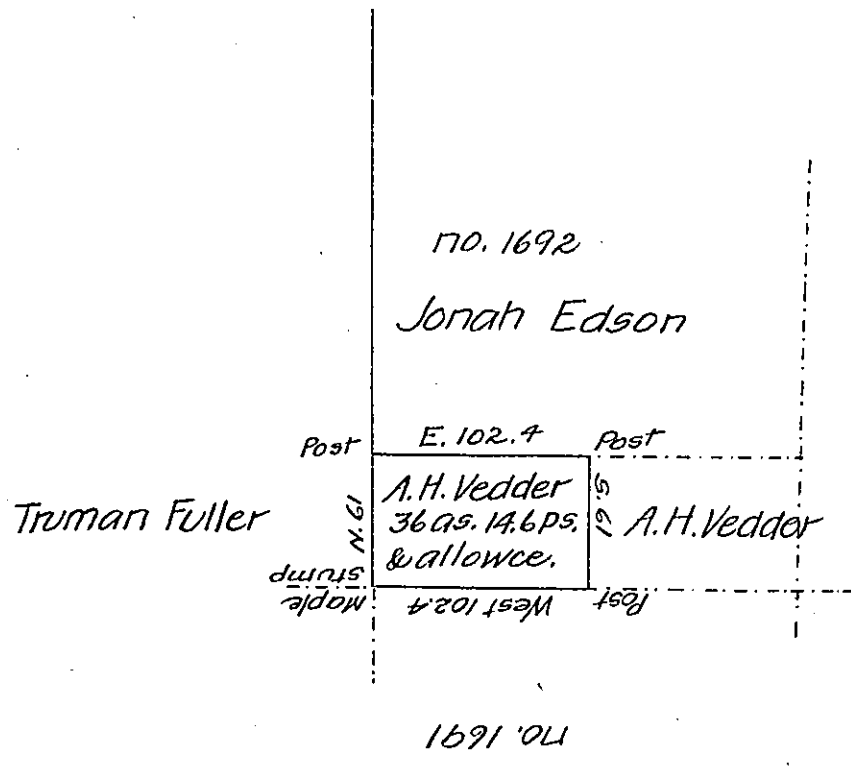 no. 1692
Jonah Edson
Post
E. 102.4
Post
Truman Fuller
N. 61
A.H. Vedder
36 as. 14.6 ps.
& allowce.
S. 61
A.H. Vedder
Maple
stump
West 102.4
Post
no. 1691